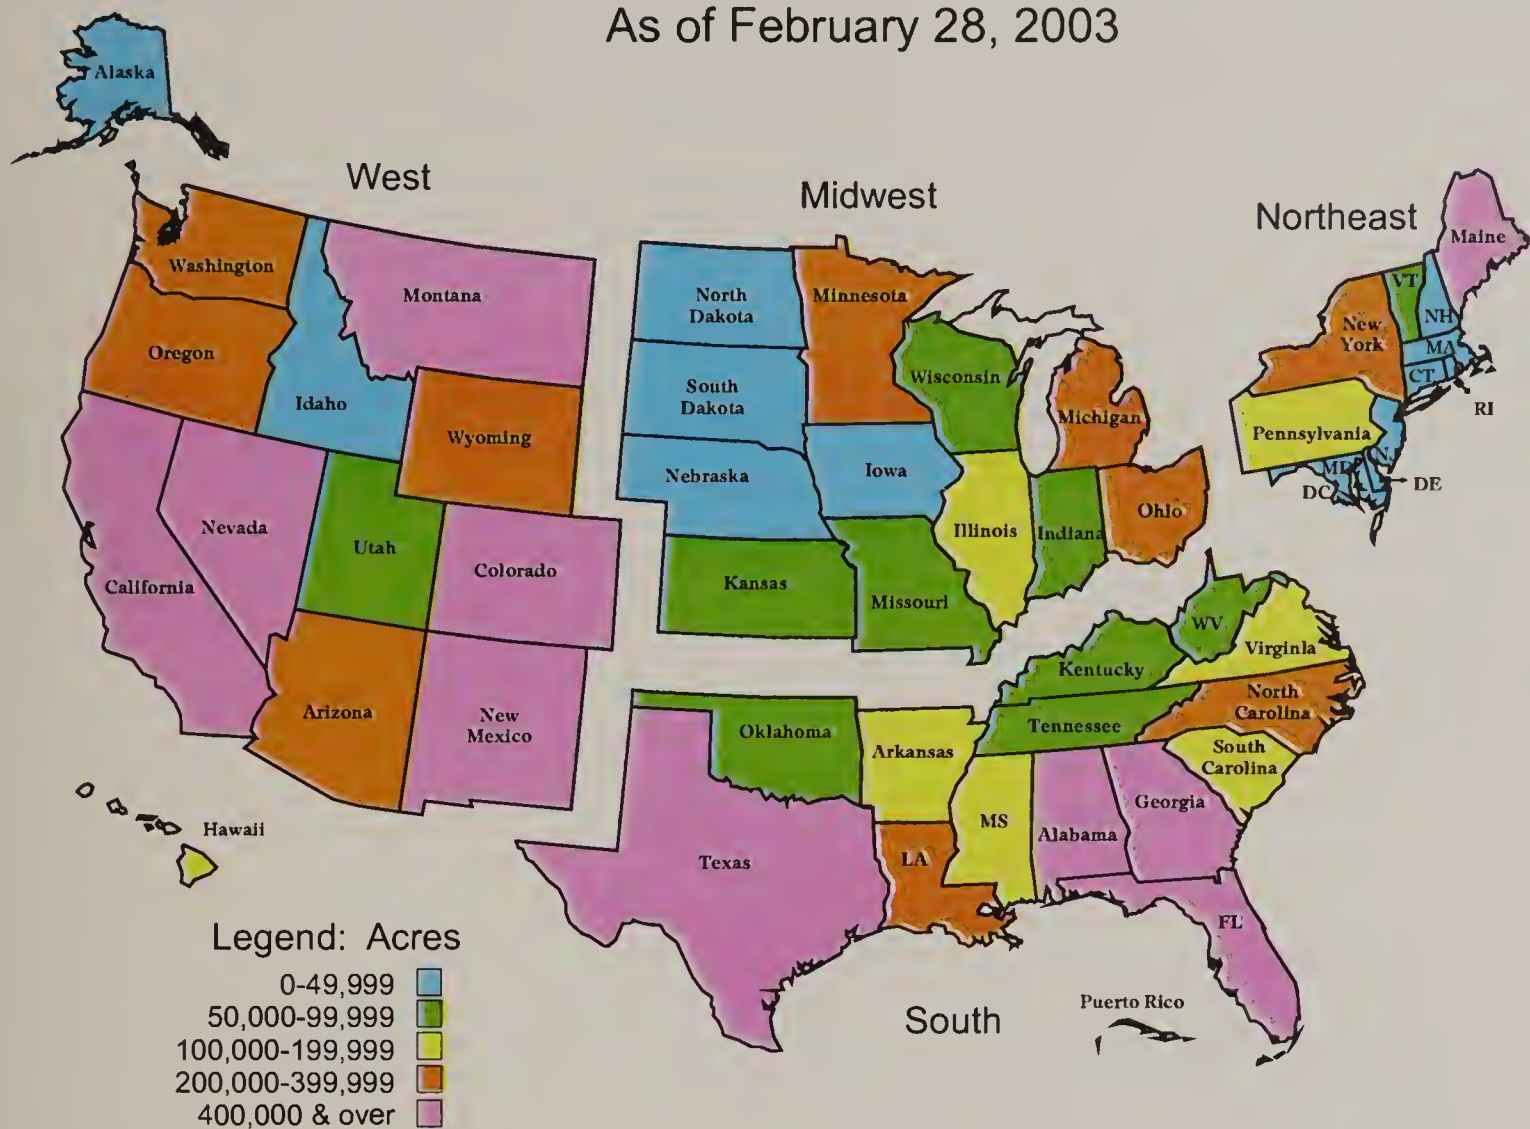 As of February 28, 2003
Alaska
West
Midwest
Northeast
Maine
Washington
Montana
North
Dakota
Minnesota
VT
NH
New
York
MA
Oregon
Idaho
South
Dakota
Wisconsin
CT
RI
Michigan
Wyoming
Pennsylvania
Nebraska
Iowa
NJ
MD
DE
DC
Nevada
Utah
Colorado
Illinois
Indiana
Ohio
California
Kansas
Missouri
WV
Virginia
Kentucky
Arizona
New
Mexico
North
Carolina
Oklahoma
Arkansas
Tennessee
South
Carolina
Georgia
Hawaii
MS
Alabama
Texas
LA
FL
Puerto Rico
South
Legend: Acres
0-49,999
50,000-99,999
100,000-199,999
200,000-399,999
400,000 & over